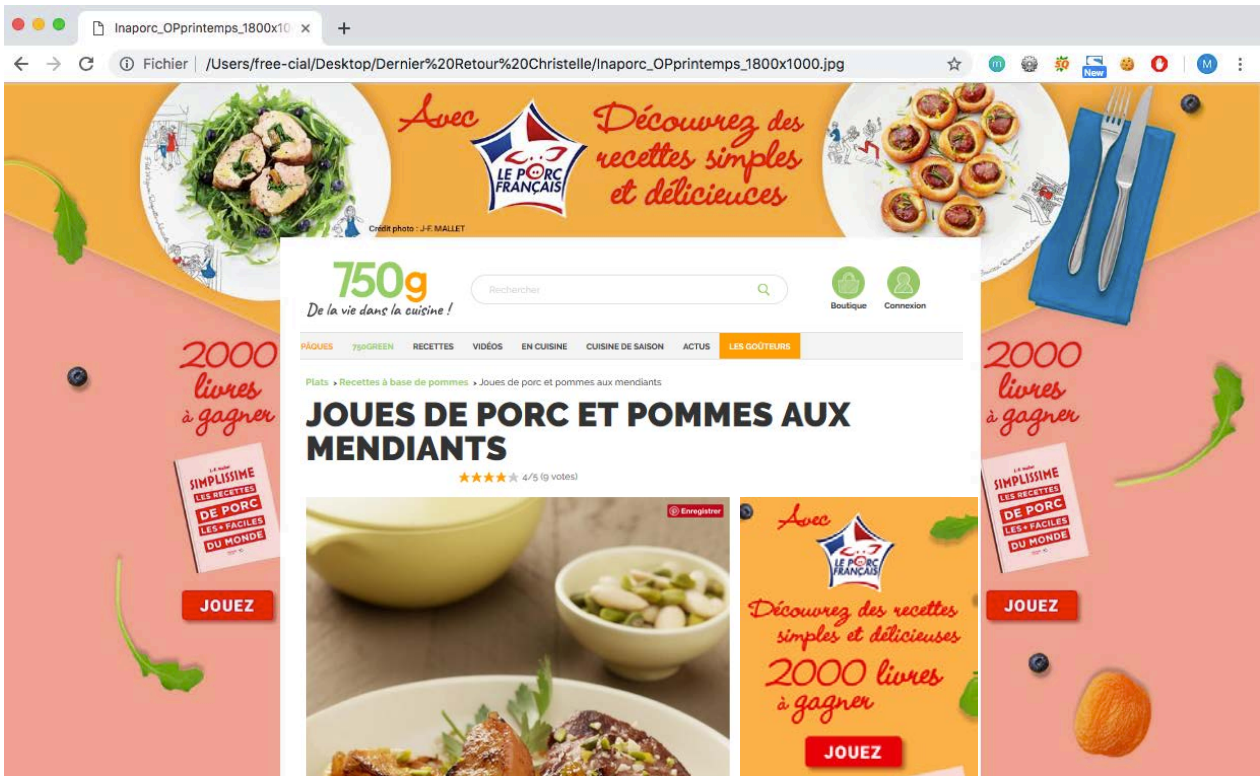 Inaporc_OPprintemps_1800x10
Fichier /Users/free-cial/Desktop/Dernier%20Retour%20Christelle/Inaporc_OPprintemps_1800x1000.jpg
New
M
Avec
LE PORC
FRANÇAIS
Découvrez des
recettes simples
et délicieuces
Crédit photo : J-F. MALLET
750g
De la vie dans la cuisine !
Rechercher
Boutique
Connexion
PÂQUES 750GREEN RECETTES VIDÉOS EN CUISINE CUISINE DE SAISON ACTUS LES GOÛTEURS
Plats › Recettes à base de pommes › Joues de porc et pommes aux mendiants
JOUES DE PORC ET POMMES AUX
MENDIANTS
4/5 (9 votes)
Enregistrer
2000
livres
à gagner
J.-F. Mallet
SIMPLISSIME
LES RECETTES
DE PORC
LES + FACILES
DU MONDE
JOUEZ
Avec
LE PORC
FRANÇAIS
Découvrez des recettes
simples et délicieuses
2000 livres
à gagner
JOUEZ
2000
livres
à gagner
J.-F. Mallet
SIMPLISSIME
LES RECETTES
DE PORC
LES + FACILES
DU MONDE
JOUEZ